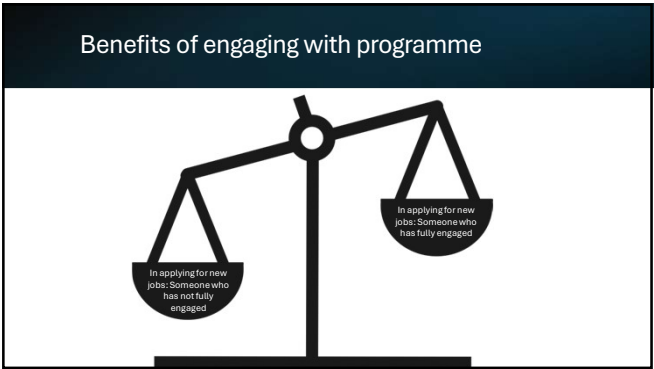 Benefits of engaging with programme
In applying for new
jobs: Someone who
has fully engaged
In applying for new
jobs: Someone who
has not fully
engaged